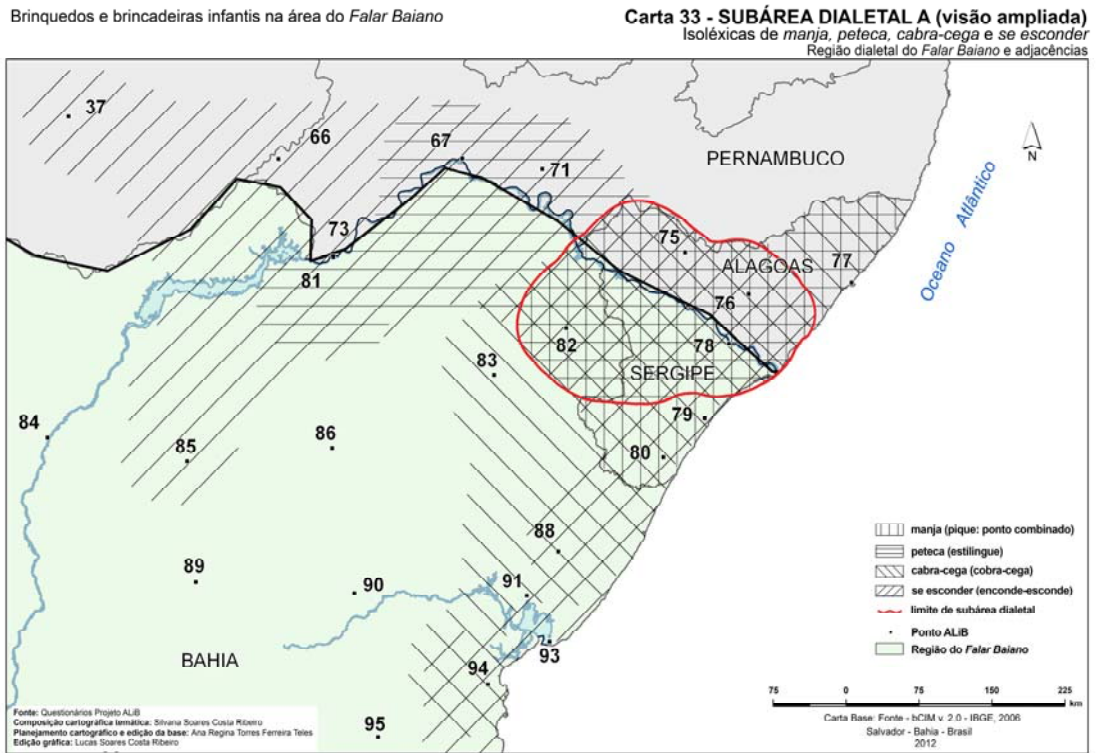 Brinquedos e brincadeiras infantis na área do Falar Baiano
Carta 33 - SUBÁREA DIALETAL A (visão ampliada)
Isoléxicas de manja, peteca, cabra-cega e se esconder
Região dialetal do Falar Baiano e adjacências
37
66
67
71
PERNAMBUCO
N
Oceano Atlântico
73
75
ALAGOAS
77
81
76
82
78
83
SERGIPE
79
84
85
86
80
88
89
90
91
BAHIA
93
94
95
manja (pique: ponto combinado)
peteca (estilingue)
cabra-cega (cobra-cega)
se esconder (enconde-esconde)
limite de subárea dialetal
Ponto ALiB
Região do Falar Baiano
75 0 75 150 225
km
Carta Base: Fonte - bCIM v. 2.0 - IBGE, 2006
Salvador - Bahia - Brasil
2012
Fonte: Questionários Projeto ALiB
Composição cartográfica temática: Silvana Soares Costa Ribeiro
Planejamento cartográfico e edição da base: Ana Regina Torres Ferreira Teles
Edição gráfica: Lucas Soares Costa Ribeiro